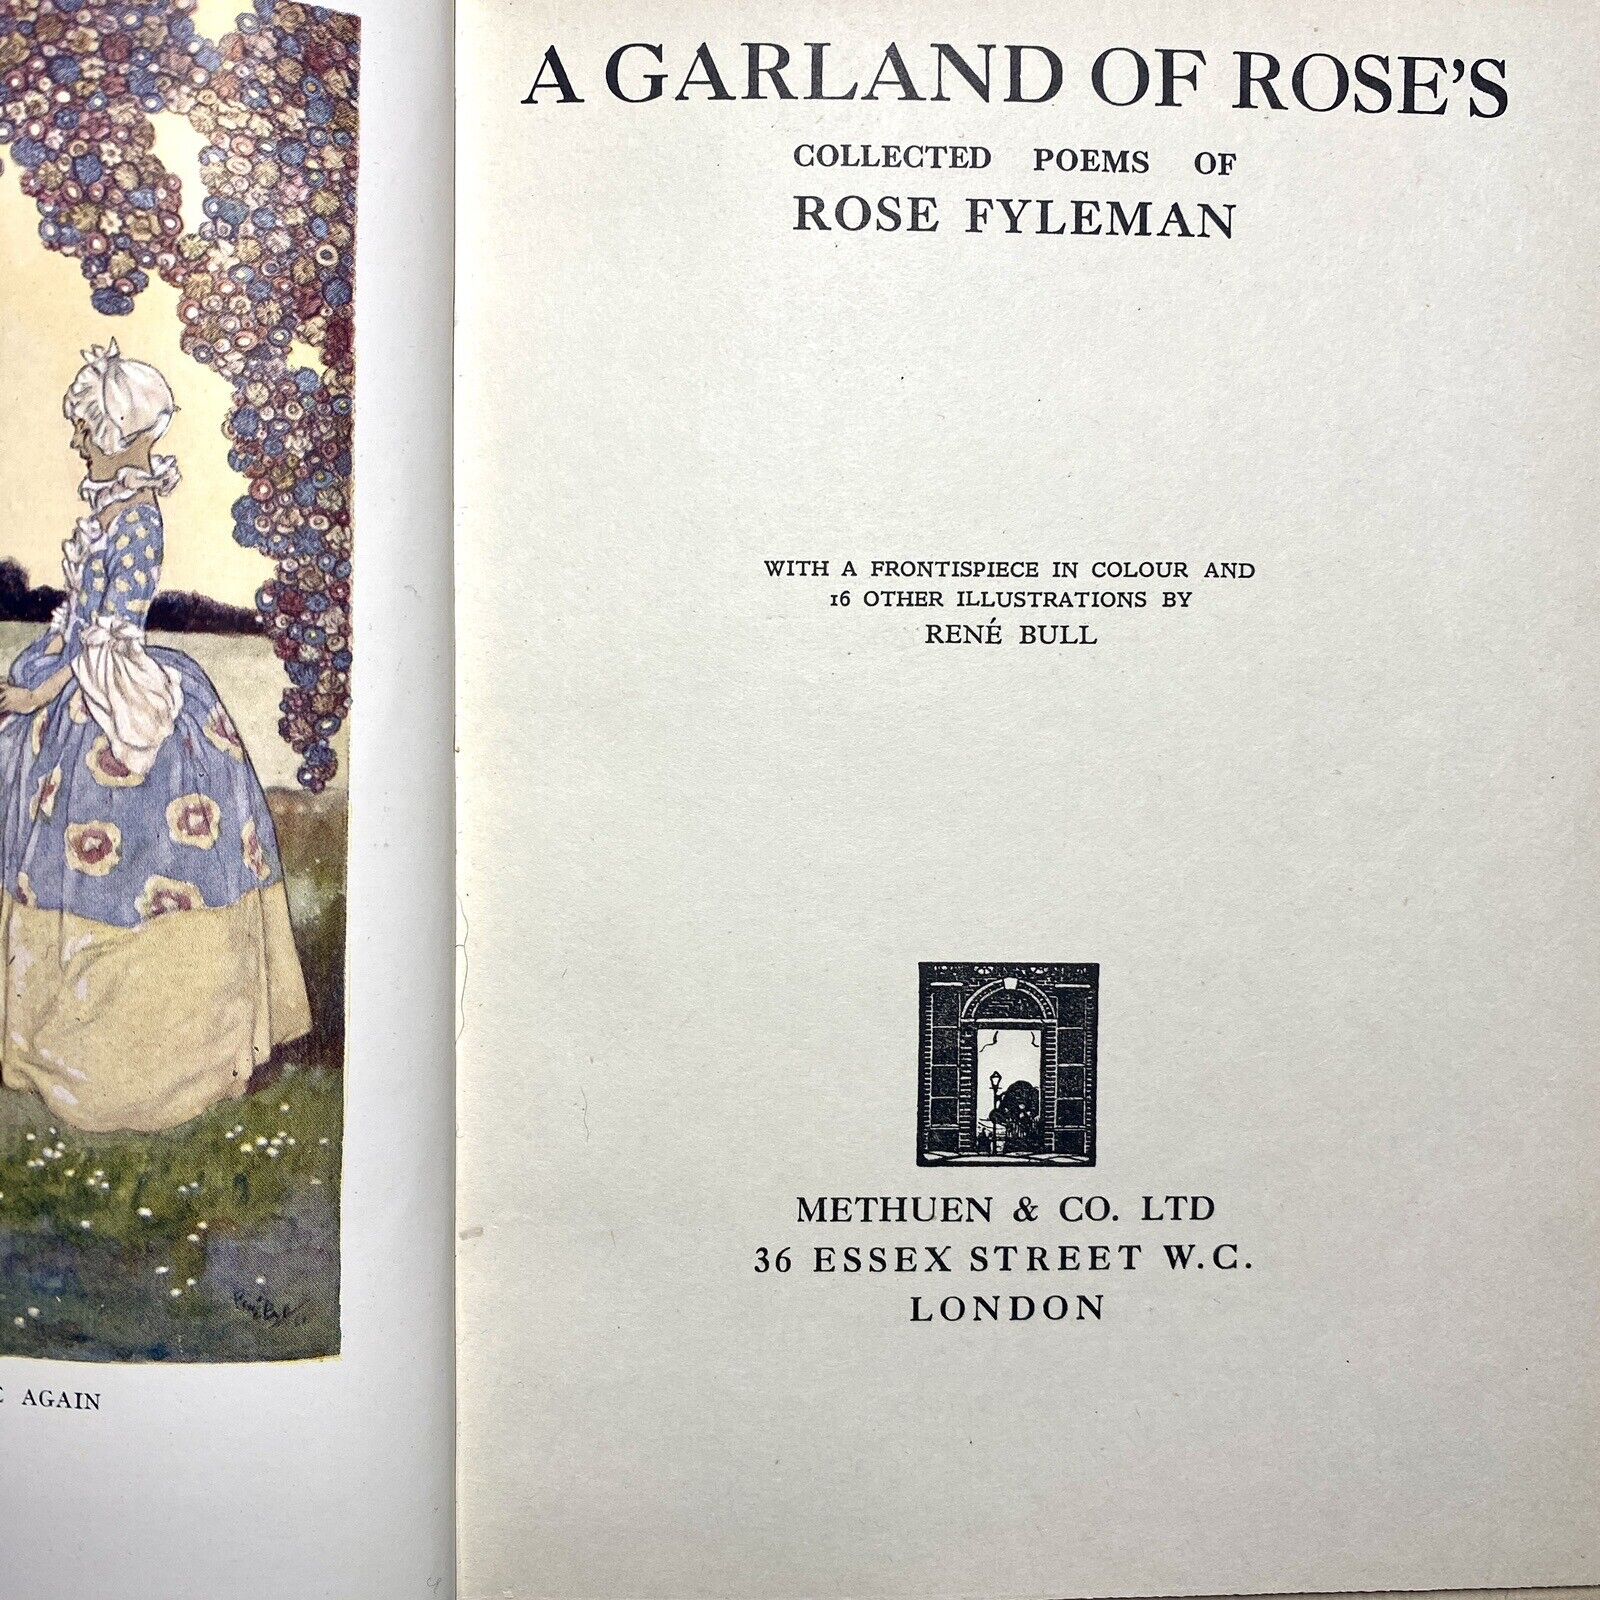 AGAIN
A GARLAND OF ROSE'S
COLLECTED POEMS OF
ROSE FYLEMAN
WITH A FRONTISPIECE IN COLOUR AND
16 OTHER ILLUSTRATIONS BY
RENÉ BULL
METHUEN & CO. LTD
36 ESSEX STREET W.C.
LONDON